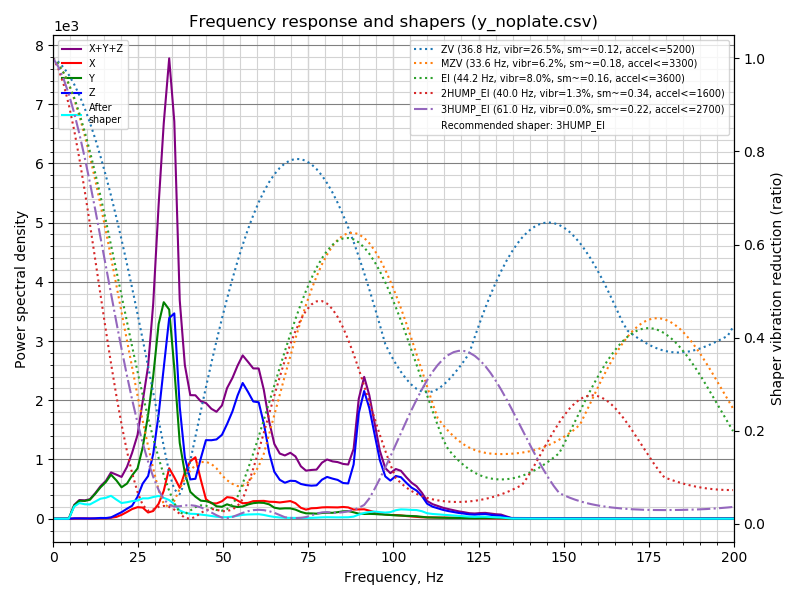 Frequency response and shapers (y_noplate.csv)
1e3
X+Y+Z
X
Y
Z
After
shaper
ZV (36.8 Hz, vibr=26.5%, sm~=0.12, accel<=5200)
MZV (33.6 Hz, vibr=6.2%, sm~=0.18, accel<=3300)
EI (44.2 Hz, vibr=8.0%, sm~=0.16, accel<=3600)
2HUMP_EI (40.0 Hz, vibr=1.3%, sm~=0.34, accel<=1600)
3HUMP_EI (61.0 Hz, vibr=0.0%, sm~=0.22, accel<=2700)
Recommended shaper: 3HUMP_EI
Power spectral density
8
7
6
5
4
3
2
1
0
1.0
0.8
0.6
0.4
0.2
0.0
Shaper vibration reduction (ratio)
0 25 50 75 100 125 150 175 200
Frequency, Hz